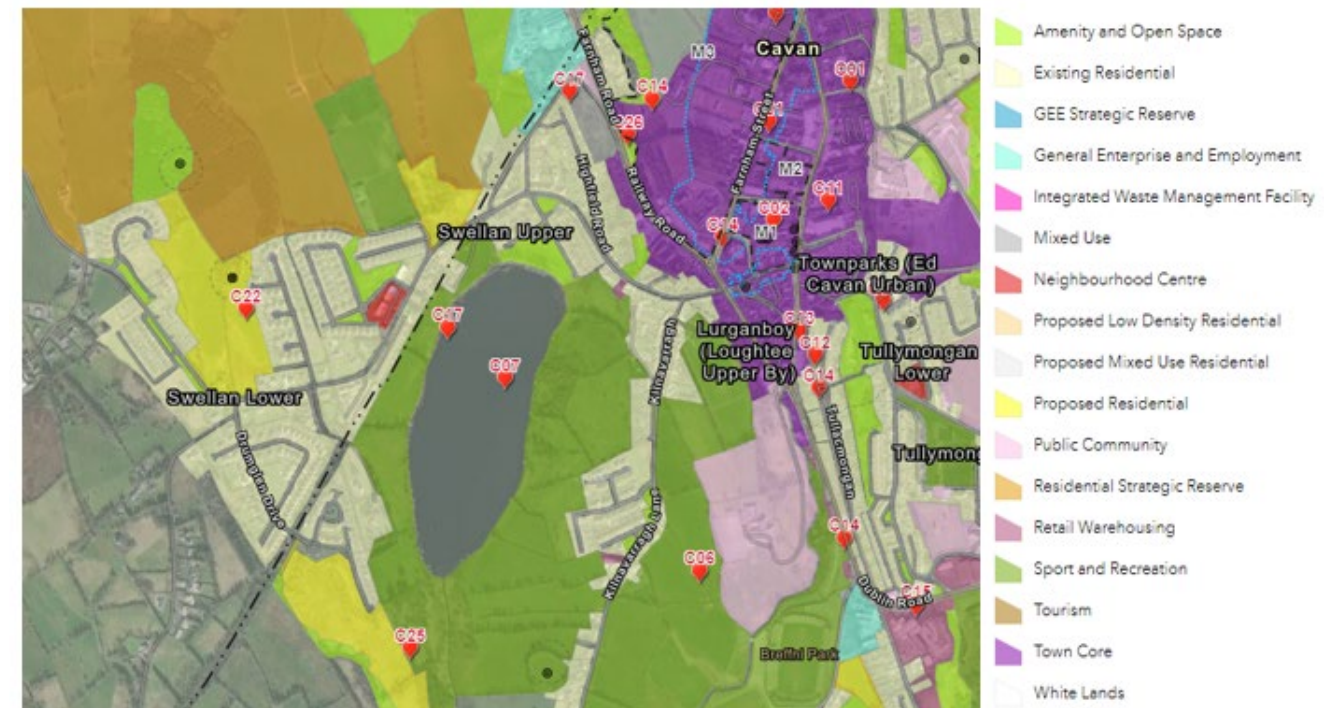 Cavan
M3
C01
C17
C14
C26
Farnham Road
Farnham Street
M2
C11
Highfield Road
Railway Road
C02
C14
M1
Swellan Upper
Townparks (Ed
Cavan Urban)
C22
C17
C13
Lurganboy
(Loughtee
Upper By)
C12
Tullymongan
Lower
C07
C14
Swellan Lower
Drumgian Drive
Tullacmongan
C14
C06
C15
Dublin Road
C25
Breffni Park
Amenity and Open Space
Existing Residential
GEE Strategic Reserve
General Enterprise and Employment
Integrated Waste Management Facility
Mixed Use
Neighbourhood Centre
Proposed Low Density Residential
Proposed Mixed Use Residential
Proposed Residential
Public Community
Residential Strategic Reserve
Retail Warehousing
Sport and Recreation
Tourism
Town Core
White Lands